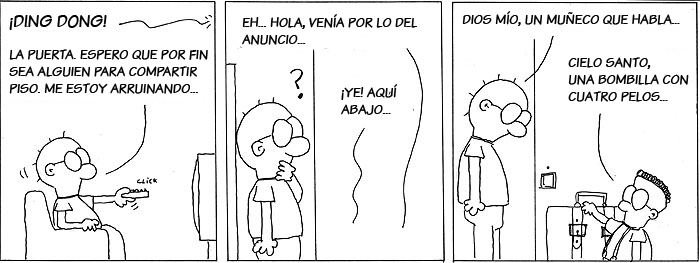 ¡DING DONG!
LA PUERTA. ESPERO QUE POR FIN
SEA ALGUIEN PARA COMPARTIR
PISO. ME ESTOY ARRUINANDO...
CLICK
EH... HOLA, VENÍA POR LO DEL
ANUNCIO...
?
¡YE! AQUÍ
ABAJO...
DIOS MÍO, UN MUÑECO QUE HABLA...
CIELO SANTO,
UNA BOMBILLA CON
CUATRO PELOS...